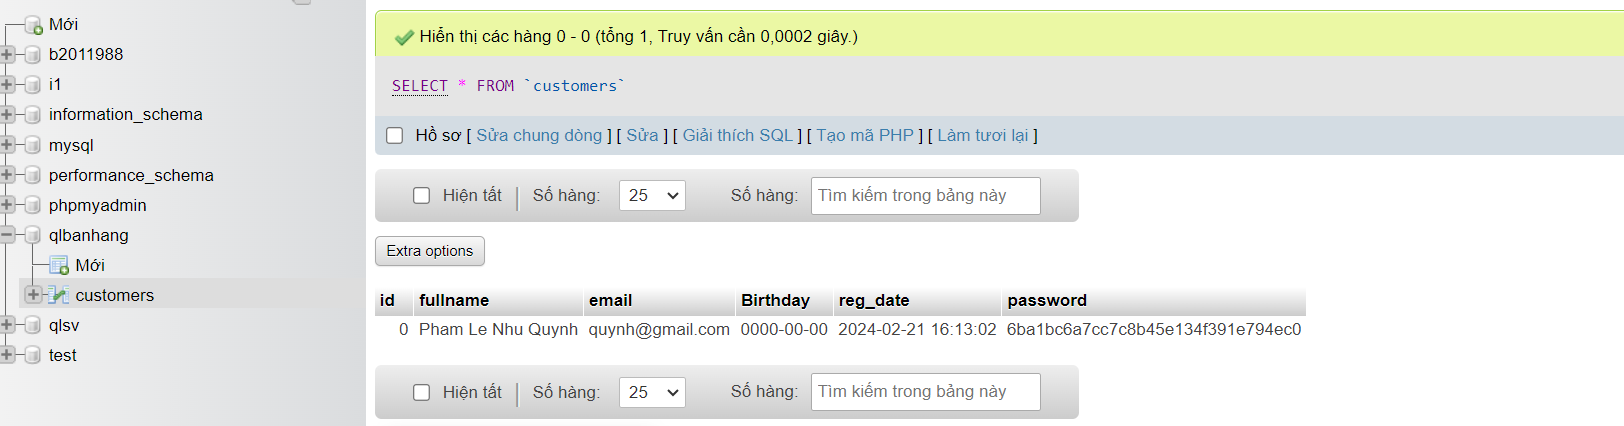 Mới
b2011988
i1
information_schema
mysql
performance_schema
phpmyadmin
qlbanhang
Mới
customers
qlsv
test
Hiển thị các hàng 0 - 0 (tổng 1, Truy vấn cần 0,0002 giây.)
SELECT * FROM `customers`
Hồ sơ [ Sửa chung dòng ] [ Sửa ] [ Giải thích SQL ] [ Tạo mã PHP ] [ Làm tươi lại ]
Hiện tất Số hàng: 25 Số hàng: Tìm kiếm trong bảng này
Extra options
id fullname email Birthday reg_date password
0 Pham Le Nhu Quynh quynh@gmail.com 0000-00-00 2024-02-21 16:13:02 6ba1bc6a7cc7c8b45e134f391e794ec0
Hiện tất Số hàng: 25 Số hàng: Tìm kiếm trong bảng này